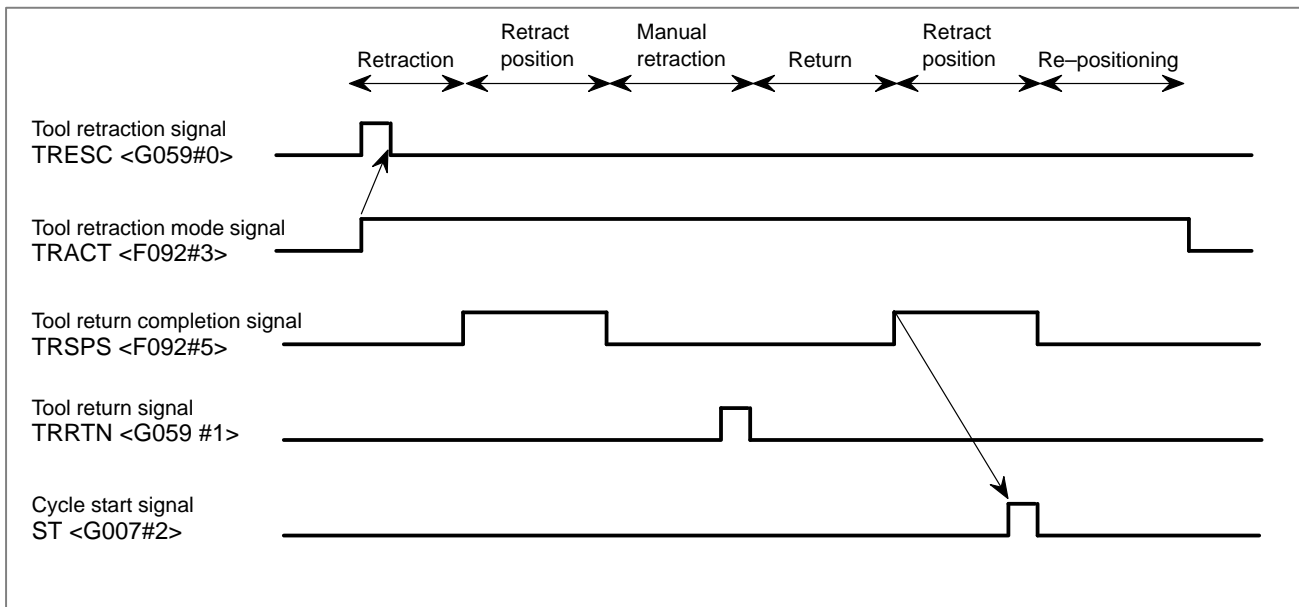 Retraction
Retract
position
Manual
retraction
Return
Retract
position
Re–positioning
Tool retraction signal
TRESC <G059#0>
Tool retraction mode signal
TRACT <F092#3>
Tool return completion signal
TRSPS <F092#5>
Tool return signal
TRRTN <G059 #1>
Cycle start signal
ST <G007#2>